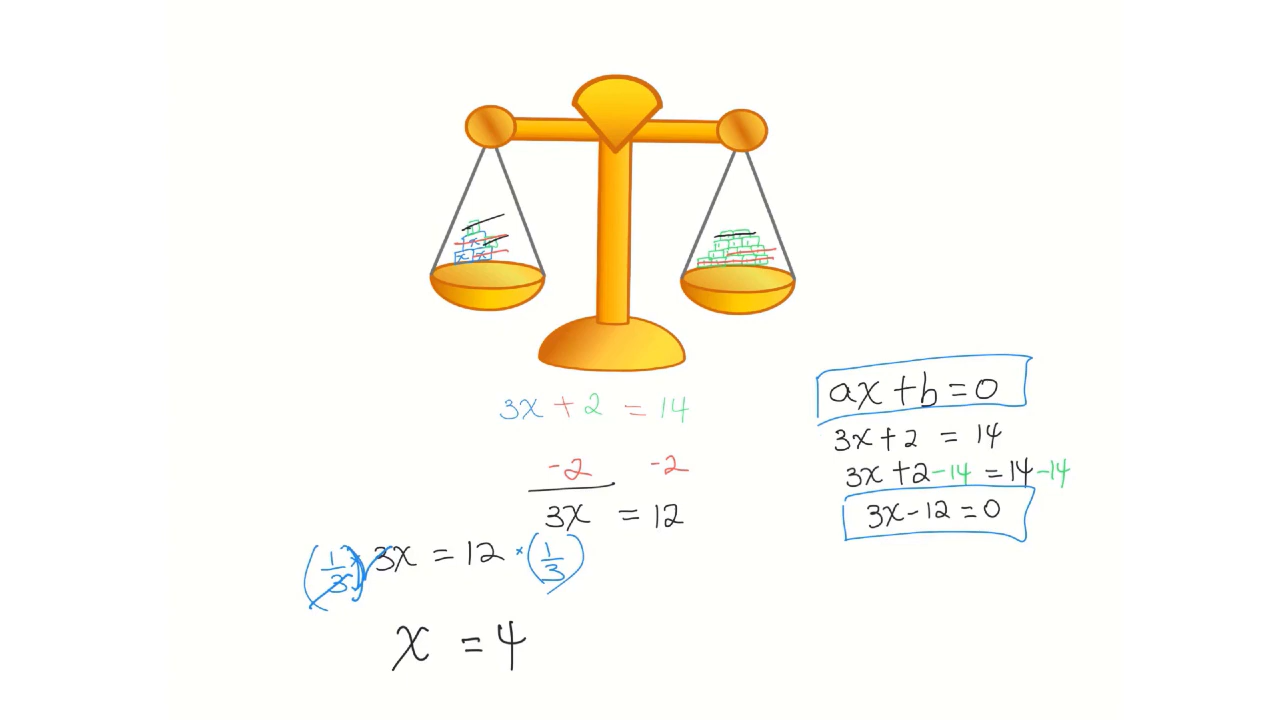 3x + 2 = 14
-2 -2
3x = 12
(1/3) * 3x = 12 * (1/3)
x = 4
ax + b = 0
3x + 2 = 14
3x + 2 - 14 = 14 - 14
3x - 12 = 0